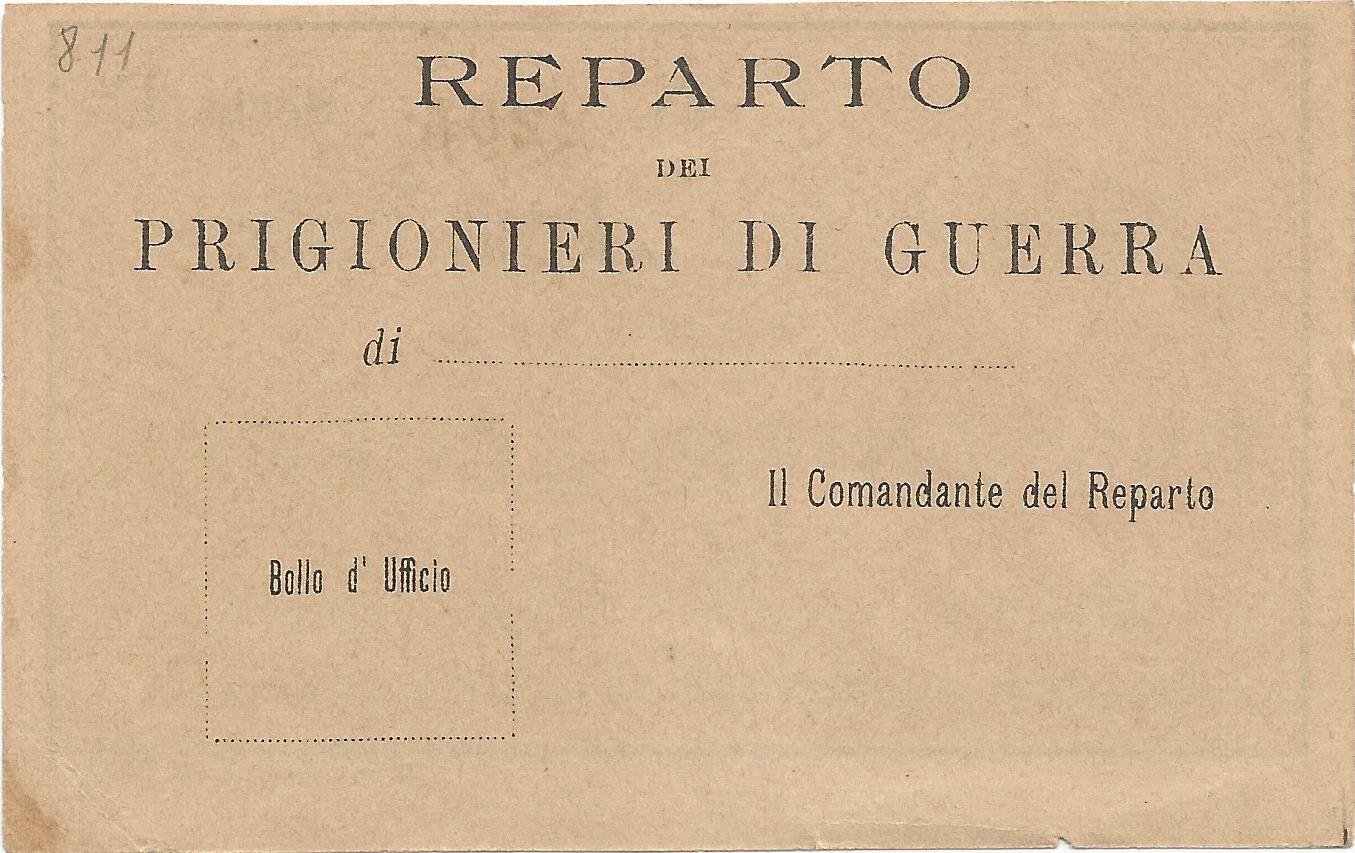 811
REPARTO
DEI
PRIGIONIERI DI GUERRA
di
Il Comandante del Reparto
Bollo d' Ufficio